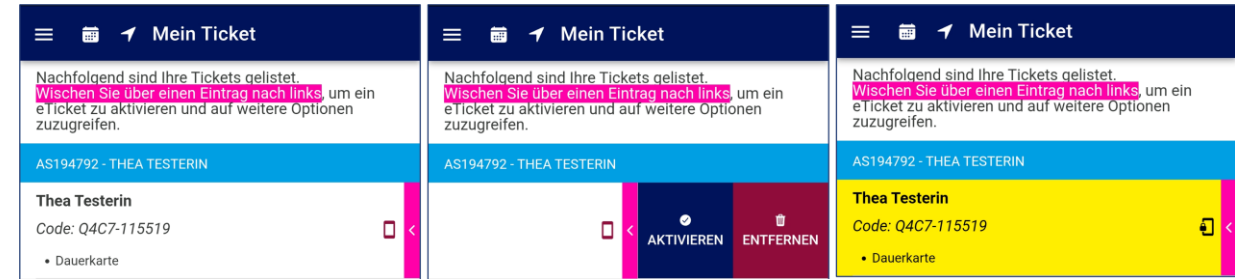 Mein Ticket
Nachfolgend sind Ihre Tickets gelistet.
Wischen Sie über einen Eintrag nach links, um ein
eTicket zu aktivieren und auf weitere Optionen
zuzugreifen.
AS194792 - THEA TESTERIN
Thea Testerin
Code: Q4C7-115519
• Dauerkarte
Mein Ticket
Nachfolgend sind Ihre Tickets gelistet.
Wischen Sie über einen Eintrag nach links, um ein
eTicket zu aktivieren und auf weitere Optionen
zuzugreifen.
AS194792 - THEA TESTERIN
AKTIVIEREN
ENTFERNEN
Mein Ticket
Nachfolgend sind Ihre Tickets gelistet.
Wischen Sie über einen Eintrag nach links, um ein
eTicket zu aktivieren und auf weitere Optionen
zuzugreifen.
AS194792 - THEA TESTERIN
Thea Testerin
Code: Q4C7-115519
• Dauerkarte